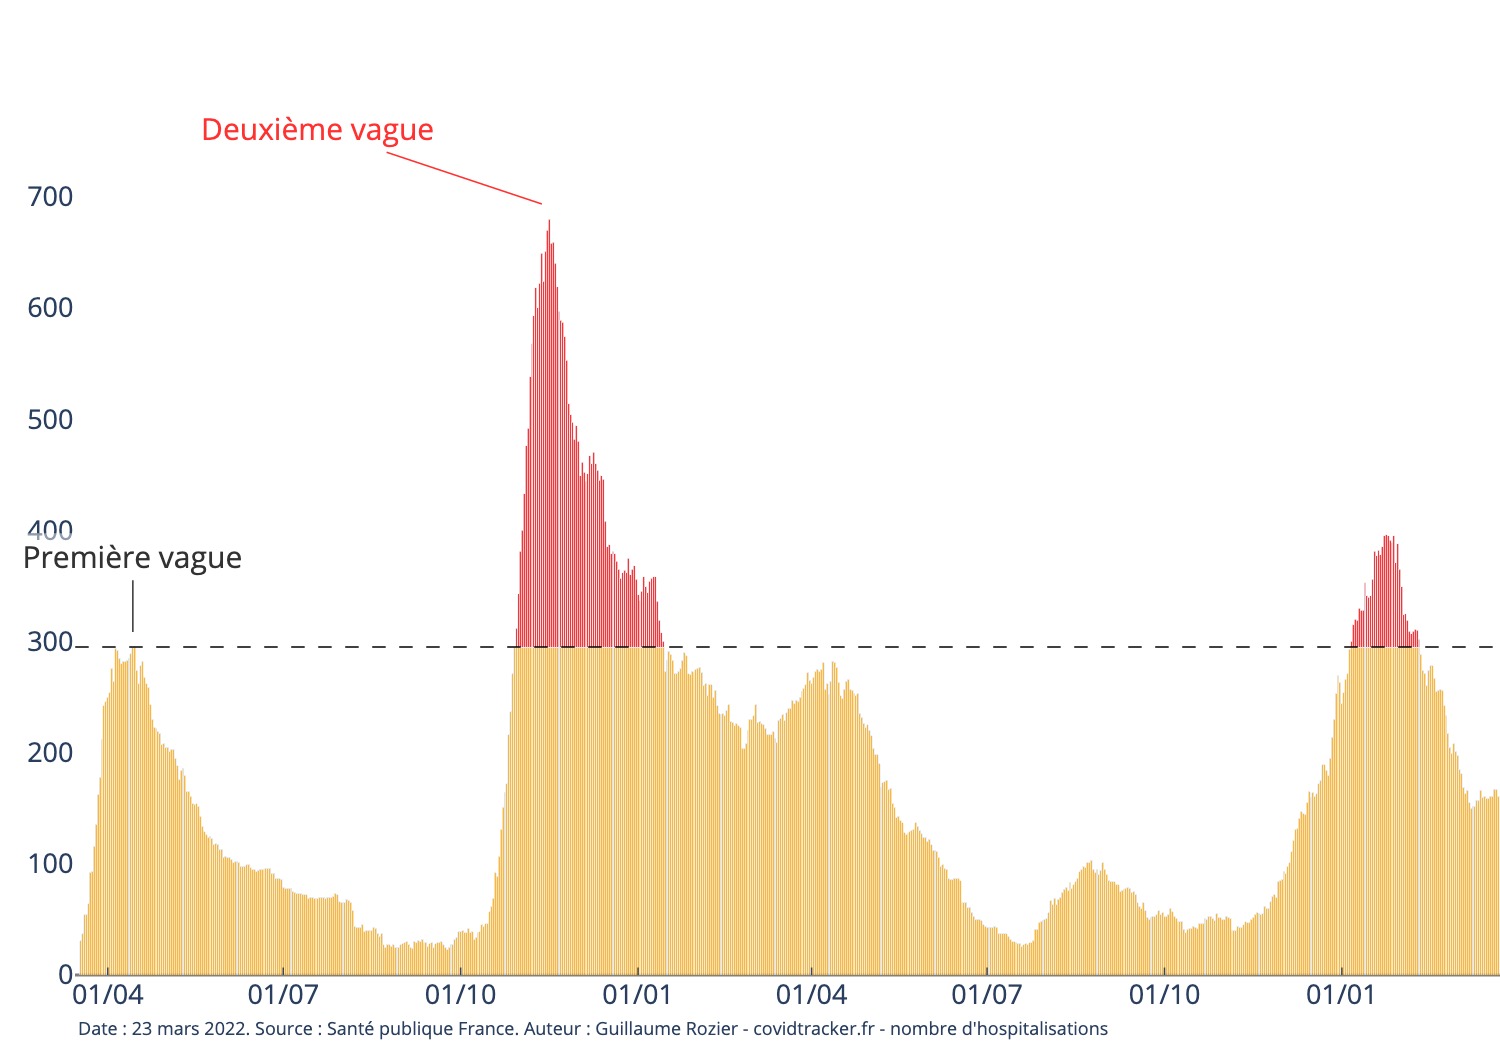 Deuxième vague
700
600
500
400
Première vague
300
200
100
0
01/04 01/07 01/10 01/01 01/04 01/07 01/10 01/01
Date : 23 mars 2022. Source : Santé publique France. Auteur : Guillaume Rozier - covidtracker.fr - nombre d'hospitalisations